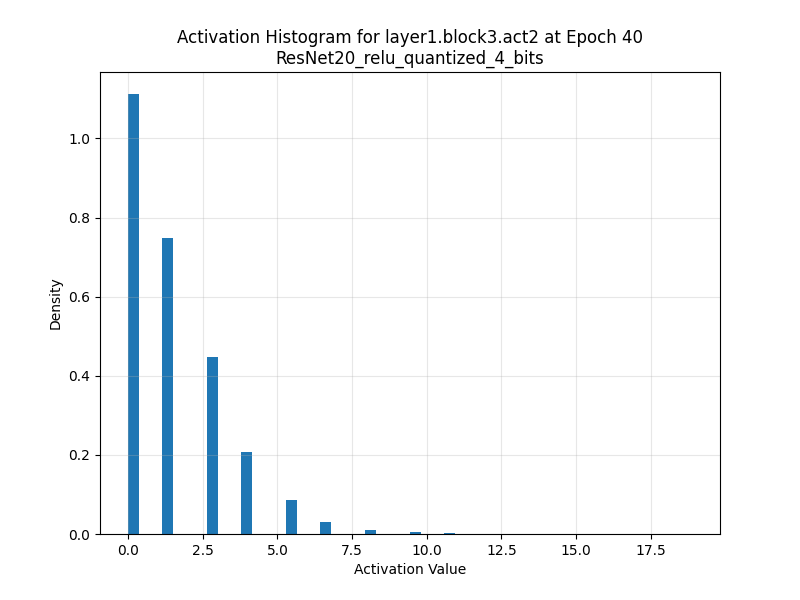 Activation Histogram for layer1.block3.act2 at Epoch 40
ResNet20_relu_quantized_4_bits
1.0
0.8
0.6
0.4
0.2
0.0
Density
0.0 2.5 5.0 7.5 10.0 12.5 15.0 17.5
Activation Value